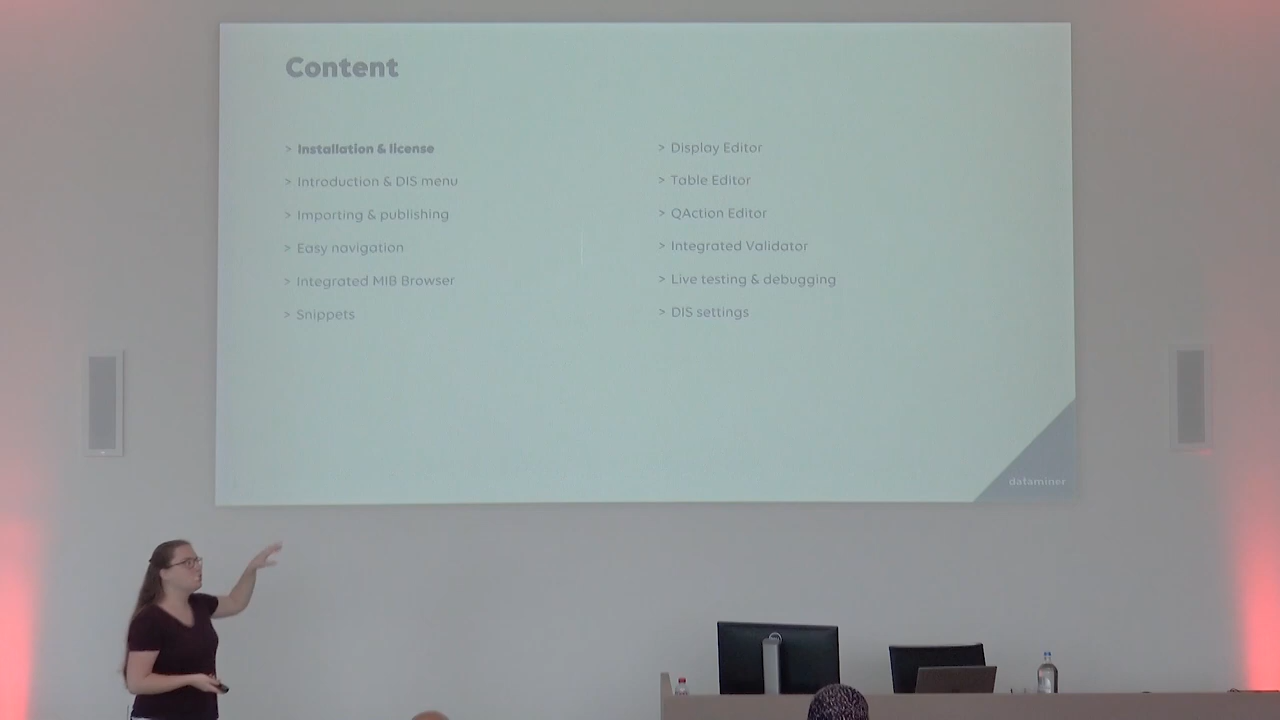 Content
> Installation & license
> Introduction & DIS menu
> Importing & publishing
> Easy navigation
> Integrated MIB Browser
> Snippets
> Display Editor
> Table Editor
> QAction Editor
> Integrated Validator
> Live testing & debugging
> DIS settings
dataminer